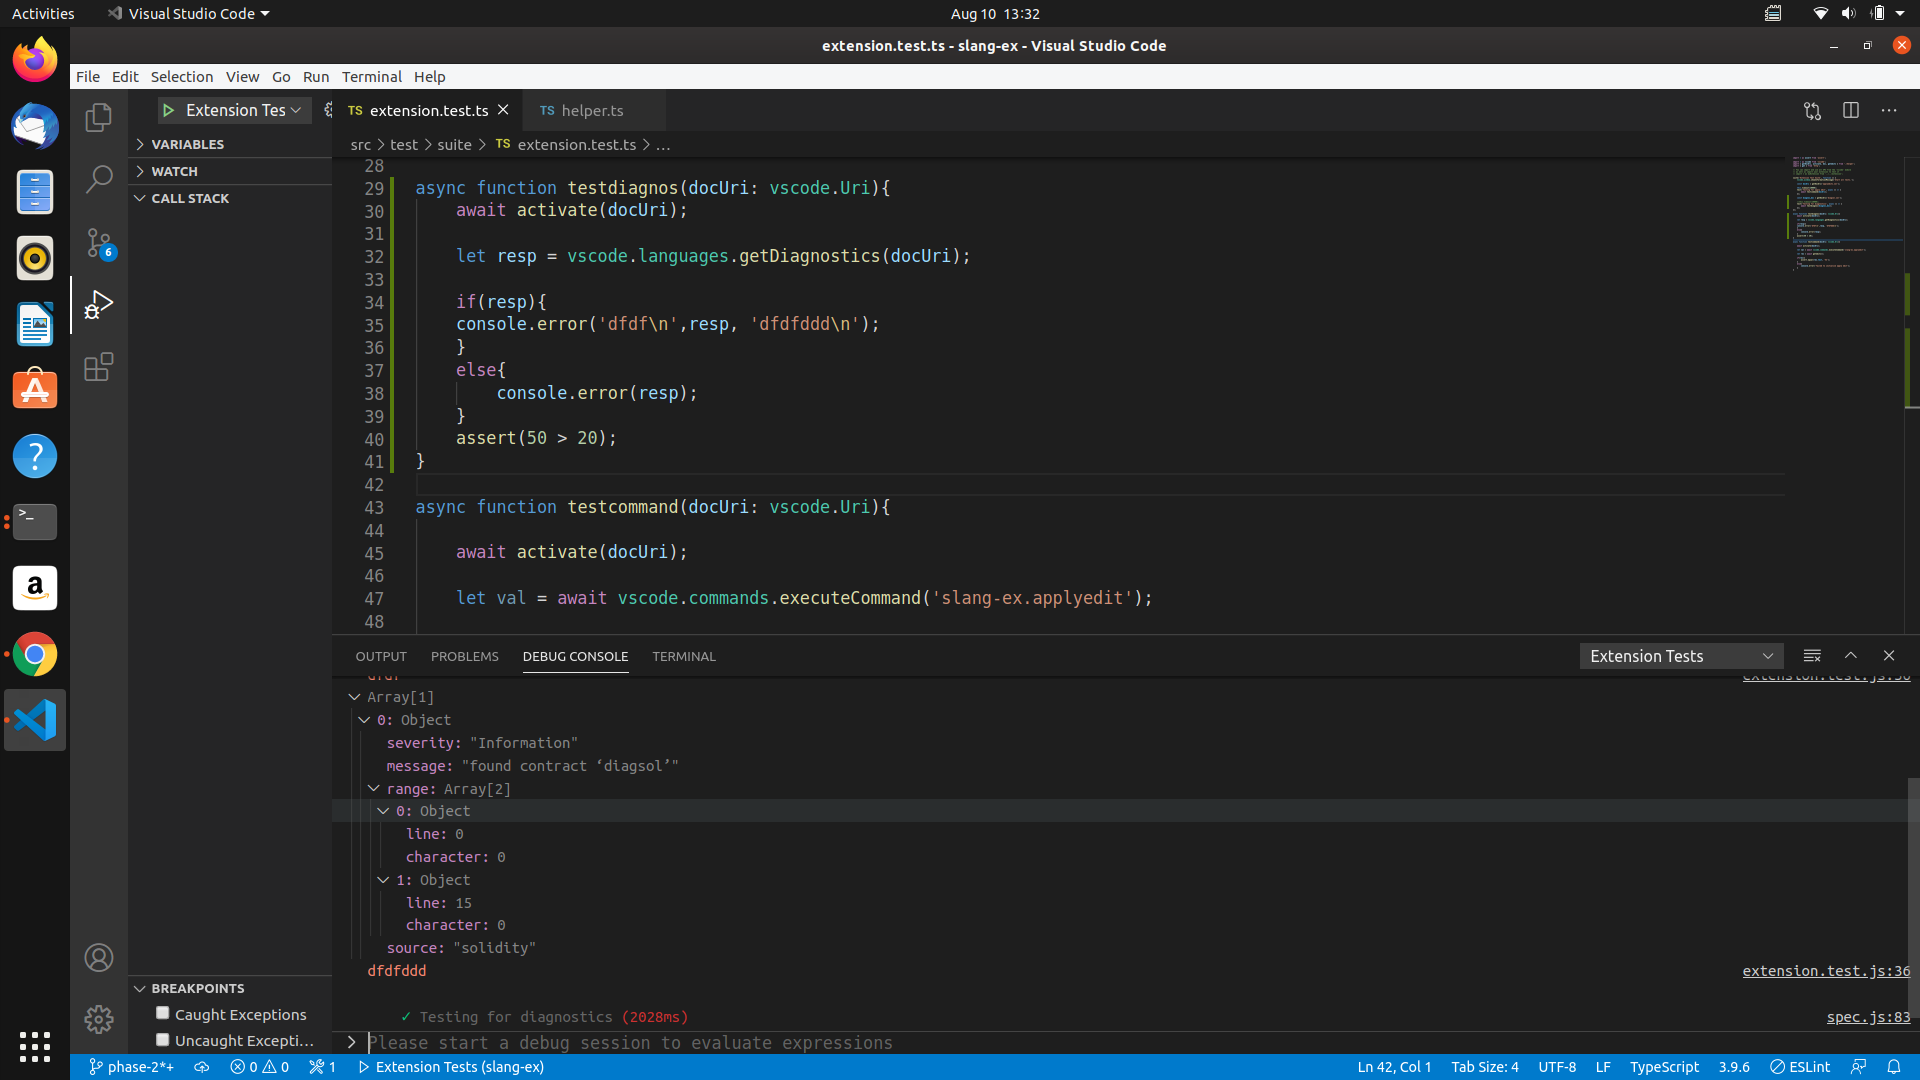 Activities Visual Studio Code Aug 10 13:32
extension.test.ts - slang-ex - Visual Studio Code
File Edit Selection View Go Run Terminal Help
Extension Tes
TS extension.test.ts TS helper.ts
src > test > suite > TS extension.test.ts > ...
VARIABLES
WATCH
CALL STACK
6
28
29 async function testdiagnos(docUri: vscode.Uri){
30 await activate(docUri);
31
32 let resp = vscode.languages.getDiagnostics(docUri);
33
34 if(resp){
35 console.error('dfdf\n',resp, 'dfdfddd\n');
36 }
37 else{
38 console.error(resp);
39 }
40 assert(50 > 20);
41 }
42
43 async function testcommand(docUri: vscode.Uri){
44
45 await activate(docUri);
46
47 let val = await vscode.commands.executeCommand('slang-ex.applyedit');
48
OUTPUT PROBLEMS DEBUG CONSOLE TERMINAL Extension Tests
dfdf extension.test.js:36
Array[1]
0: Object
severity: "Information"
message: "found contract ‘diagsol’"
range: Array[2]
0: Object
line: 0
character: 0
1: Object
line: 15
character: 0
source: "solidity"
dfdfddd extension.test.js:36
✓ Testing for diagnostics (2028ms) spec.js:83
> Please start a debug session to evaluate expressions
BREAKPOINTS
Caught Exceptions
Uncaught Excepti...
phase-2*+ 0 0 1 Extension Tests (slang-ex) Ln 42, Col 1 Tab Size: 4 UTF-8 LF TypeScript 3.9.6 ESLint